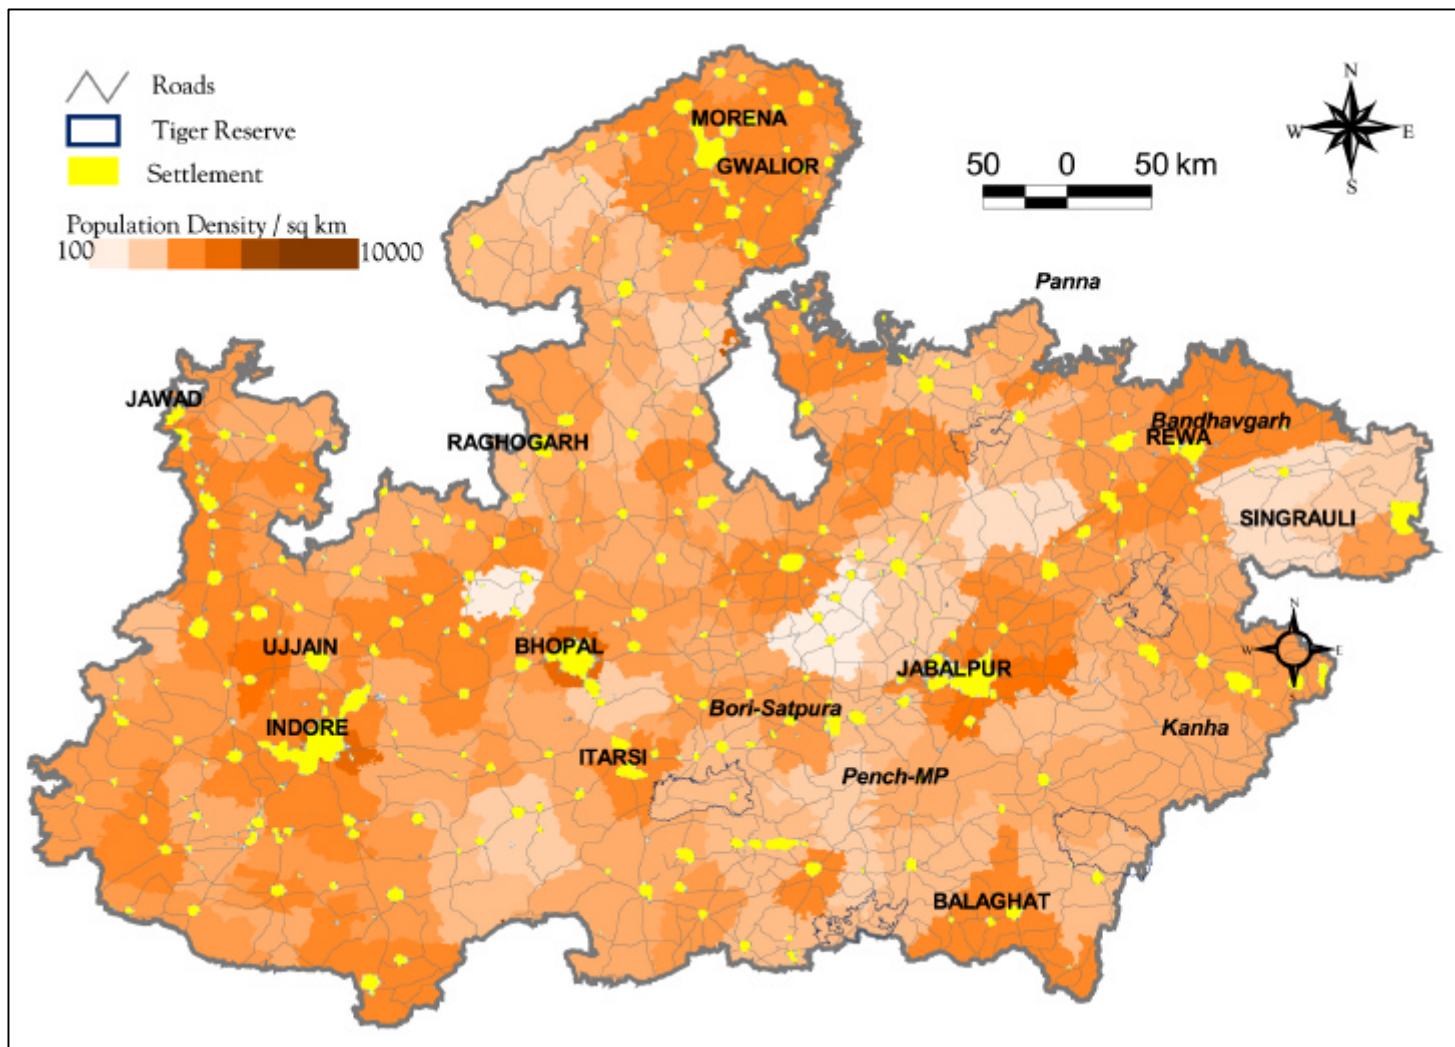 Roads
Tiger Reserve
Settlement
Population Density / sq km
100 10000
N
W E
S
50 0 50 km
MORENA
GWALIOR
Panna
JAWAD
RAGHOGARH
Bandhavgarh
REWA
SINGRAULI
N
W E
S
UJJAIN
BHOPAL
JABALPUR
Bori-Satpura
INDORE
Kanha
ITARSI
Pench-MP
BALAGHAT